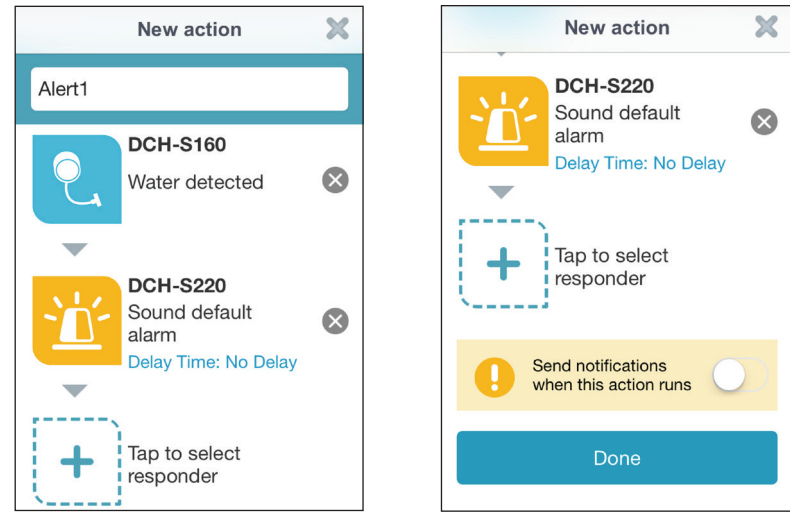 New action
Alert1
DCH-S160
Water detected
DCH-S220
Sound default
alarm
Delay Time: No Delay
Tap to select
responder
New action
DCH-S220
Sound default
alarm
Delay Time: No Delay
Tap to select
responder
Send notifications
when this action runs
Done